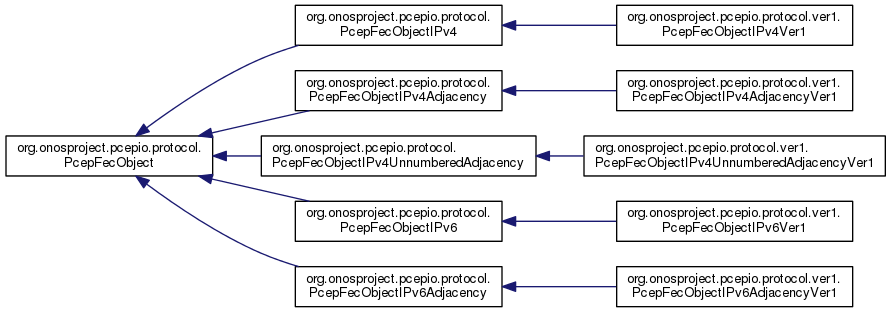 org.onosproject.pcepio.protocol.
PcepFecObject
org.onosproject.pcepio.protocol.
PcepFecObjectIPv4
org.onosproject.pcepio.protocol.ver1.
PcepFecObjectIPv4Ver1
org.onosproject.pcepio.protocol.
PcepFecObjectIPv4Adjacency
org.onosproject.pcepio.protocol.ver1.
PcepFecObjectIPv4AdjacencyVer1
org.onosproject.pcepio.protocol.
PcepFecObjectIPv4UnnumberedAdjacency
org.onosproject.pcepio.protocol.ver1.
PcepFecObjectIPv4UnnumberedAdjacencyVer1
org.onosproject.pcepio.protocol.
PcepFecObjectIPv6
org.onosproject.pcepio.protocol.ver1.
PcepFecObjectIPv6Ver1
org.onosproject.pcepio.protocol.
PcepFecObjectIPv6Adjacency
org.onosproject.pcepio.protocol.ver1.
PcepFecObjectIPv6AdjacencyVer1